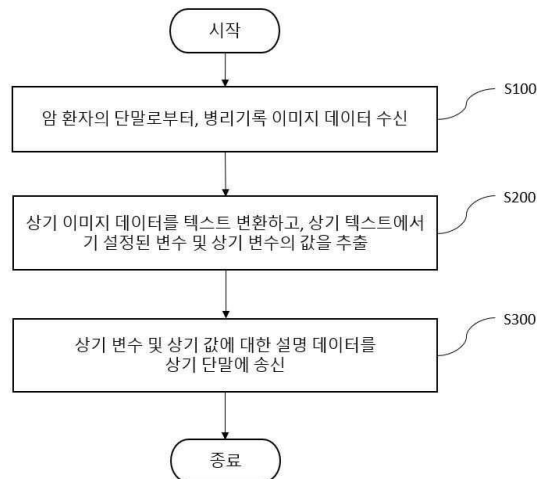 시작
암 환자의 단말로부터, 병리기록 이미지 데이터 수신
S100
상기 이미지 데이터를 텍스트 변환하고, 상기 텍스트에서
기 설정된 변수 및 상기 변수의 값을 추출
S200
상기 변수 및 상기 값에 대한 설명 데이터를
상기 단말에 송신
S300
종료